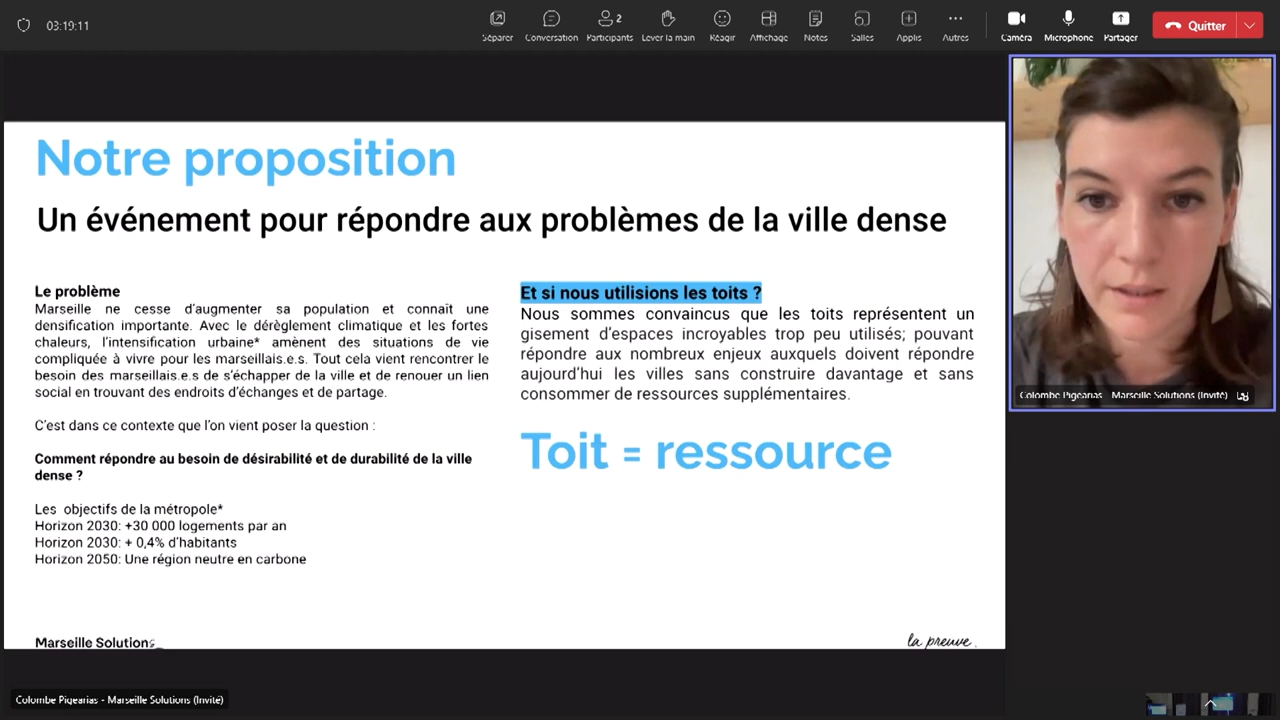 03:19:11
Séparer
Conversation
2
Participants
Lever la main
Réagir
Affichage
Notes
Salles
Applis
Autres
Caméra
Microphone
Partager
Quitter
Notre proposition
Un événement pour répondre aux problèmes de la ville dense
Le problème
Marseille ne cesse d'augmenter sa population et connaît une
densification importante. Avec le dérèglement climatique et les fortes
chaleurs, l'intensification urbaine* amènent des situations de vie
compliquée à vivre pour les marseillais.e.s. Tout cela vient rencontrer le
besoin des marseillais.e.s de s'échapper de la ville et de renouer un lien
social en trouvant des endroits d'échanges et de partage.
C'est dans ce contexte que l'on vient poser la question :
Comment répondre au besoin de désirabilité et de durabilité de la ville
dense ?
Les objectifs de la métropole*
Horizon 2030: +30 000 logements par an
Horizon 2030: + 0,4% d'habitants
Horizon 2050: Une région neutre en carbone
Et si nous utilisions les toits ?
Nous sommes convaincus que les toits représentent un
gisement d'espaces incroyables trop peu utilisés; pouvant
répondre aux nombreux enjeux auxquels doivent répondre
aujourd'hui les villes sans construire davantage et sans
consommer de ressources supplémentaires.
Toit = ressource
Marseille Solutions
la preuve.
Colombe Pigearias - Marseille Solutions (Invité)
Colombe Pigearias - Marseille Solutions (Invité)